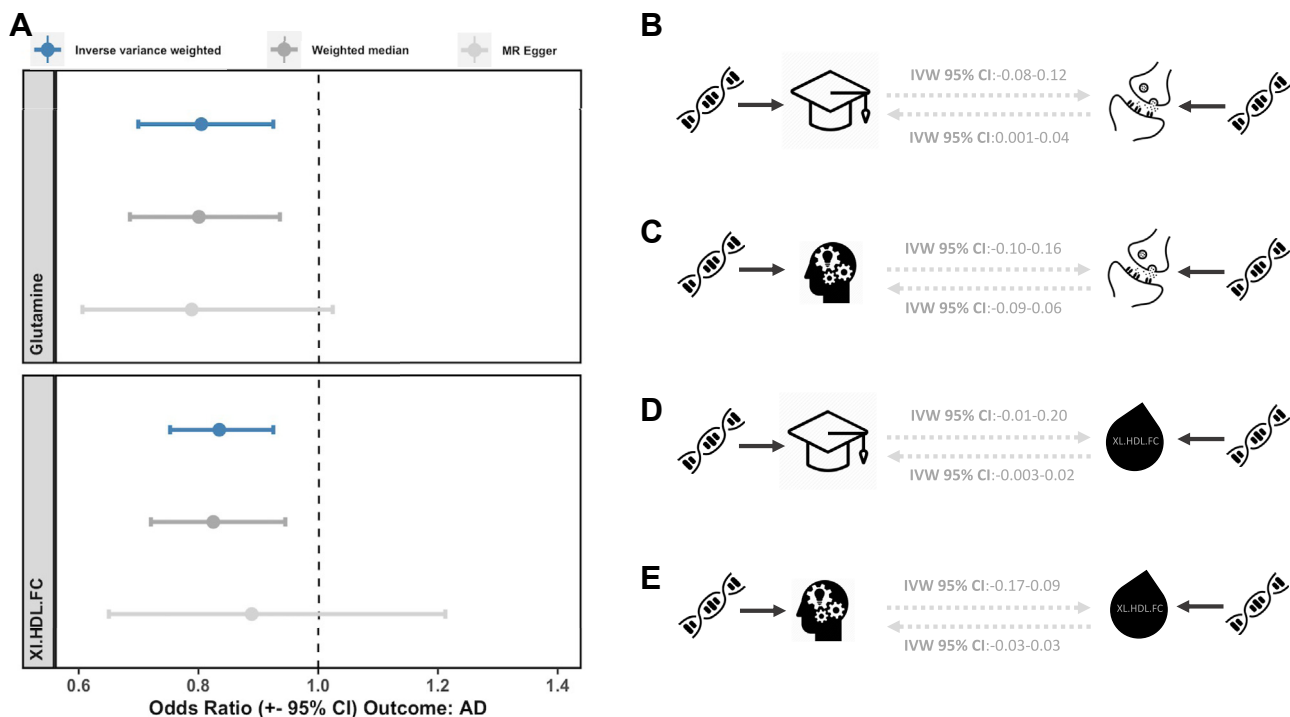 A
Inverse variance weighted
Weighted median
MR Egger
Glutamine
Xl.HDL.FC
0.6
0.8
1.0
1.2
1.4
Odds Ratio (+- 95% CI) Outcome: AD
B
IVW 95% CI:-0.08-0.12
IVW 95% CI:0.001-0.04
C
IVW 95% CI:-0.10-0.16
IVW 95% CI:-0.09-0.06
D
IVW 95% CI:-0.01-0.20
XL.HDL.FC
IVW 95% CI:-0.003-0.02
E
IVW 95% CI:-0.17-0.09
XL.HDL.FC
IVW 95% CI:-0.03-0.03